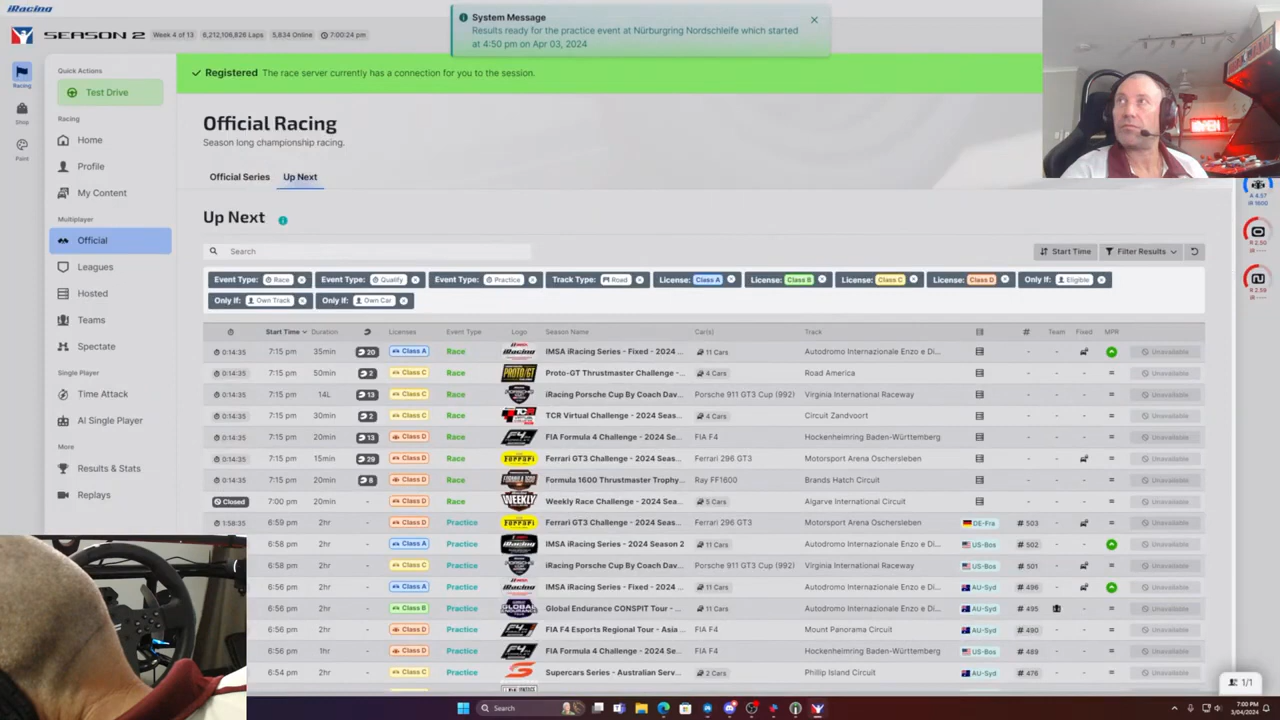 iRacing
SEASON 2
Week 4 of 13
6,212,106,826 Laps
5,834 Online
7:00:24 pm
System Message
Results ready for the practice event at Nürburgring Nordschleife which started
at 4:50 pm on Apr 03, 2024
Registered The race server currently has a connection for you to the session.
Racing
Shop
Paint
Quick Actions
Test Drive
Racing
Home
Profile
My Content
Multiplayer
Official
Leagues
Hosted
Teams
Spectate
Single Player
Time Attack
AI Single Player
More
Results & Stats
Replays
Official Racing
Season long championship racing.
Official Series Up Next
Up Next
Search
Start Time Filter Results
Event Type: Race Event Type: Qualify Event Type: Practice Track Type: Road License: Class A License: Class B License: Class C License: Class D Only If: Eligible
Only If: Own Track Only If: Own Car
Start Time Duration Licenses Event Type Logo Season Name Car(s) Track # Team Fixed MPR
0:14:35 7:15 pm 35min 20 Class A Race IMSA iRacing Series - Fixed - 2024 ... 11 Cars Autodromo Internazionale Enzo e Di... - - Unavailable
0:14:35 7:15 pm 50min 2 Class C Race Proto-GT Thrustmaster Challenge - ... 4 Cars Road America - - - = Unavailable
0:14:35 7:15 pm 14L 13 Class C Race iRacing Porsche Cup By Coach Dav... Porsche 911 GT3 Cup (992) Virginia International Raceway - - - = Unavailable
0:14:35 7:15 pm 30min 2 Class C Race TCR Virtual Challenge - 2024 Seas... 4 Cars Circuit Zandvoort - - - = Unavailable
0:14:35 7:15 pm 20min 13 Class D Race FIA Formula 4 Challenge - 2024 Se... FIA F4 Hockenheimring Baden-Württemberg - - = Unavailable
0:14:35 7:15 pm 15min 29 Class D Race Ferrari GT3 Challenge - 2024 Sea... Ferrari 296 GT3 Motorsport Arena Oschersleben - - = Unavailable
0:14:35 7:15 pm 20min 8 Class D Race Formula 1600 Thrustmaster Trophy... Ray FF1600 Brands Hatch Circuit - - - = Unavailable
Closed 7:00 pm 20min - Class D Race Weekly Race Challenge - 2024 Sea... 5 Cars Algarve International Circuit - - - = Unavailable
1:58:35 6:59 pm 2hr - Class D Practice Ferrari GT3 Challenge - 2024 Seas... Ferrari 296 GT3 Motorsport Arena Oschersleben DE-Fra # 503 - = Unavailable
6:58 pm 2hr - Class A Practice IMSA iRacing Series - 2024 Season 2 11 Cars Autodromo Internazionale Enzo e Di... US-Bos # 502 - - Unavailable
6:58 pm 2hr - Class C Practice iRacing Porsche Cup By Coach Dav... Porsche 911 GT3 Cup (992) Virginia International Raceway US-Bos # 501 - - = Unavailable
6:56 pm 2hr - Class A Practice IMSA iRacing Series - Fixed - 2024 ... 11 Cars Autodromo Internazionale Enzo e Di... AU-Syd # 496 - Unavailable
6:56 pm 2hr - Class B Practice Global Endurance CONSPIT Tour - ... 11 Cars Autodromo Internazionale Enzo e Di... AU-Syd # 495 - = Unavailable
6:56 pm 2hr - Class D Practice FIA F4 Esports Regional Tour - Asia ... FIA F4 Mount Panorama Circuit AU-Syd # 490 - - = Unavailable
6:56 pm 1hr - Class D Practice FIA Formula 4 Challenge - 2024 Se... FIA F4 Hockenheimring Baden-Württemberg US-Bos # 489 - - = Unavailable
6:54 pm 2hr - Class C Practice Supercars Series - Australian Serv... 2 Cars Phillip Island Circuit AU-Syd # 476 - - = Unavailable
OPEN
A 4.57
iR 1600
R 2.50
R 2.59
1/1
Search
7:00 PM
3/04/2024